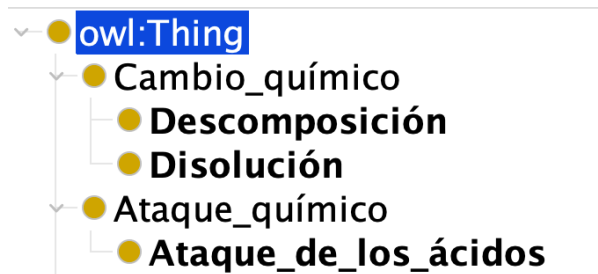 owl:Thing
Cambio_químico
Descomposición
Disolución
Ataque_químico
Ataque_de_los_ácidos